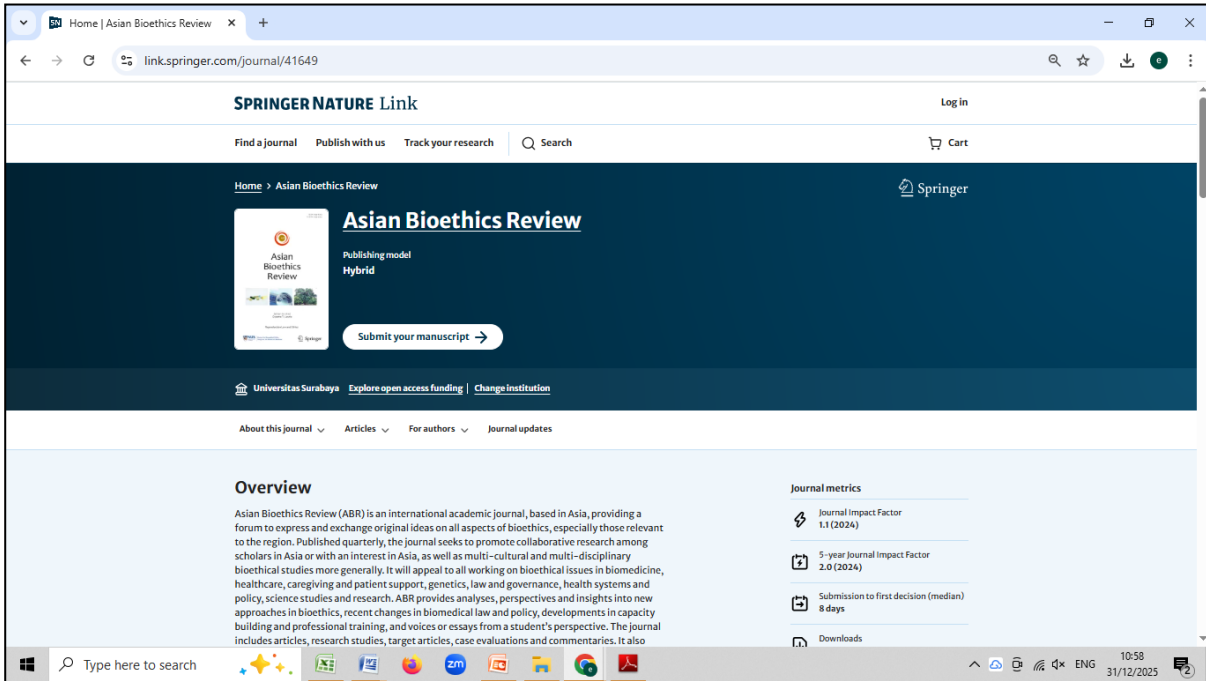 Home | Asian Bioethics Review
link.springer.com/journal/41649
SPRINGER NATURE Link
Log in
Find a journal Publish with us Track your research Search
Cart
Home > Asian Bioethics Review
Springer
Asian
Bioethics
Review
Springer
Asian Bioethics Review
Publishing model
Hybrid
Submit your manuscript
Universitas Surabaya Explore open access funding | Change institution
About this journal Articles For authors Journal updates
Overview
Asian Bioethics Review (ABR) is an international academic journal, based in Asia, providing a
forum to express and exchange original ideas on all aspects of bioethics, especially those relevant
to the region. Published quarterly, the journal seeks to promote collaborative research among
scholars in Asia or with an interest in Asia, as well as multi-cultural and multi-disciplinary
bioethical studies more generally. It will appeal to all working on bioethical issues in biomedicine,
healthcare, caregiving and patient support, genetics, law and governance, health systems and
policy, science studies and research. ABR provides analyses, perspectives and insights into new
approaches in bioethics, recent changes in biomedical law and policy, developments in capacity
building and professional training, and voices or essays from a student's perspective. The journal
includes articles, research studies, target articles, case evaluations and commentaries. It also
Journal metrics
Journal Impact Factor
1.1 (2024)
5-year Journal Impact Factor
2.0 (2024)
Submission to first decision (median)
8 days
Downloads
Type here to search
zm
ENG
10:58
31/12/2025
2